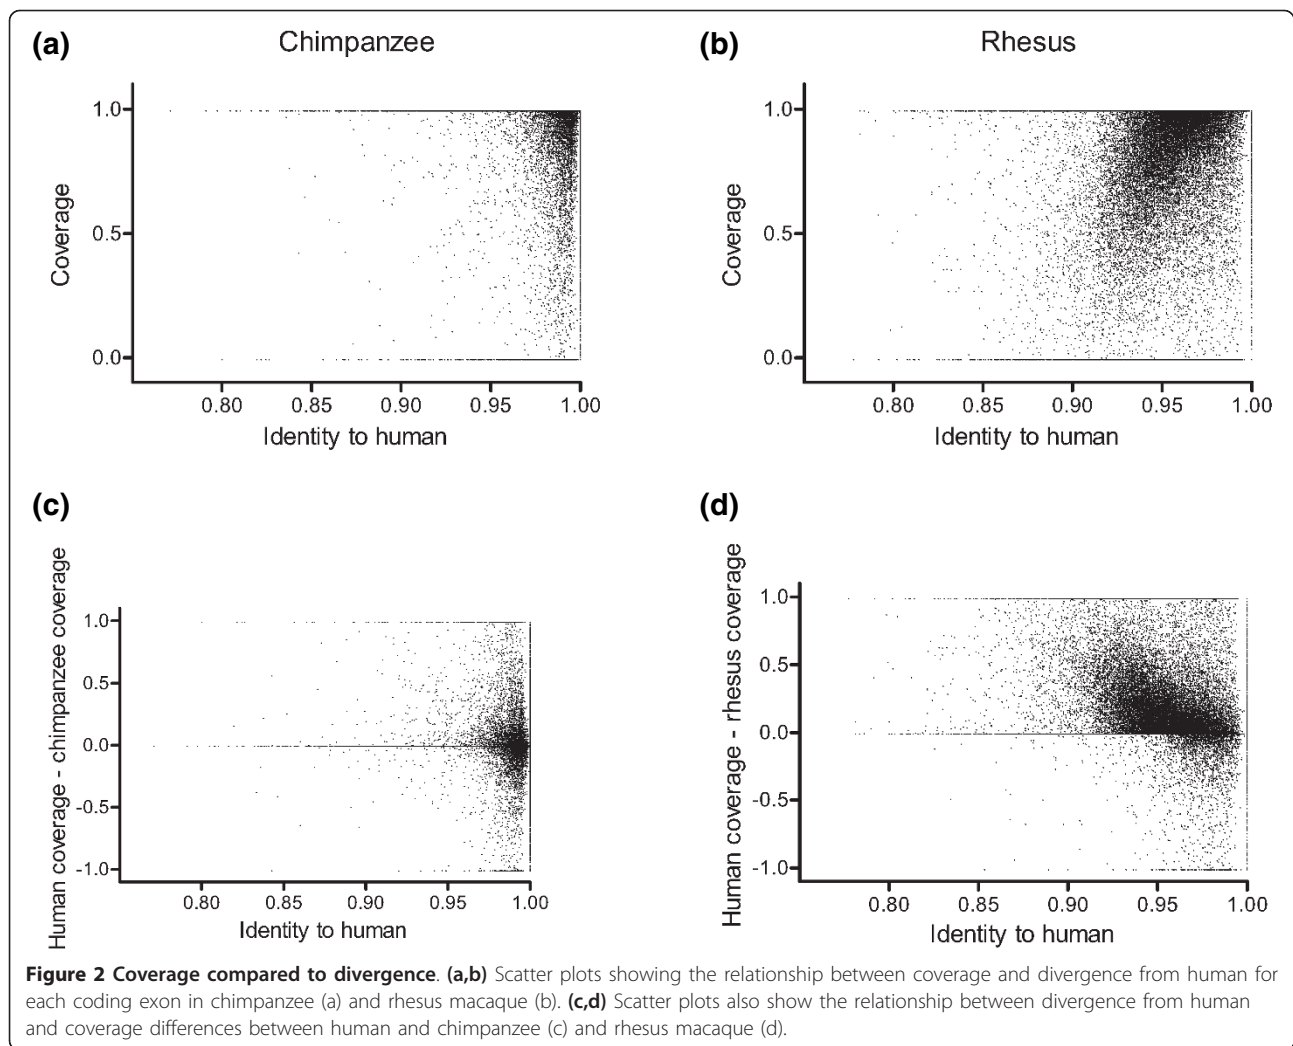 (a)
Chimpanzee
(b)
Rhesus
1.0
0.5
0.0
Coverage
0.80
0.85
0.90
0.95
1.00
Identity to human
1.0
0.5
0.0
Coverage
0.80
0.85
0.90
0.95
1.00
Identity to human
(c)
(d)
Human coverage - chimpanzee coverage
1.0
0.5
0.0
-0.5
-1.0
0.80
0.85
0.90
0.95
1.00
Identity to human
Human coverage - rhesus coverage
1.0
0.5
0.0
-0.5
-1.0
0.80
0.85
0.90
0.95
1.00
Identity to human
Figure 2 Coverage compared to divergence. (a,b) Scatter plots showing the relationship between coverage and divergence from human for
each coding exon in chimpanzee (a) and rhesus macaque (b). (c,d) Scatter plots also show the relationship between divergence from human
and coverage differences between human and chimpanzee (c) and rhesus macaque (d).